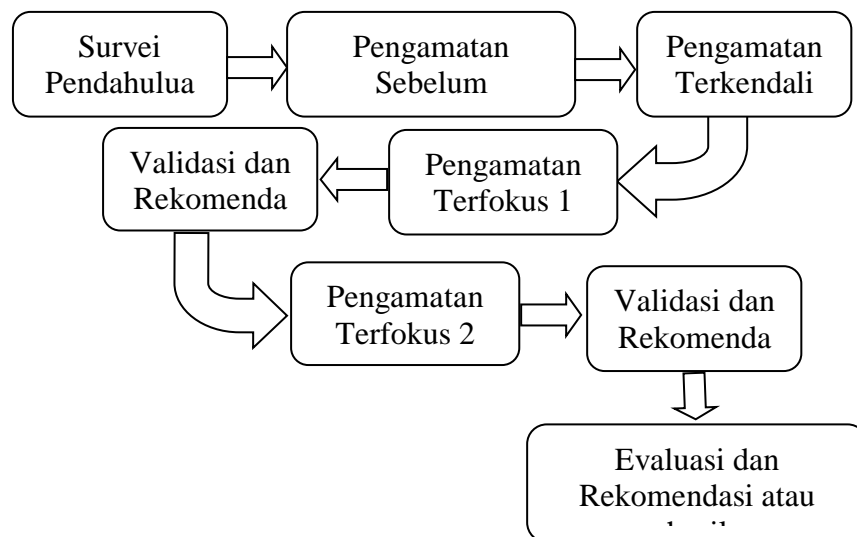 Survei
Pendahulua
Pengamatan
Sebelum
Pengamatan
Terkendali
Pengamatan
Terfokus 1
Validasi dan
Rekomenda
Pengamatan
Terfokus 2
Validasi dan
Rekomenda
Evaluasi dan
Rekomendasi atau